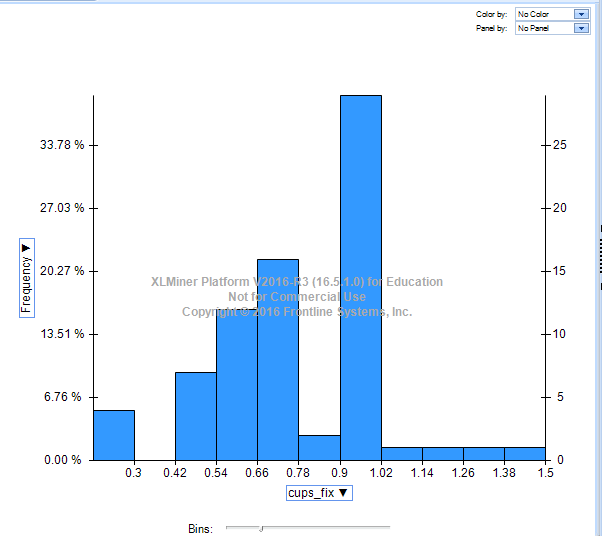 Color by: No Color
Panel by: No Panel
33.78 % 25
27.03 % 20
20.27 % 15
13.51 % 10
6.76 % 5
0.00 % 0
Frequency ▼
XLMiner Platform V2016-R3 (16.5.1.0) for Education
Not for Commercial Use
Copyright © 2016 Frontline Systems, Inc.
0.3 0.42 0.54 0.66 0.78 0.9 1.02 1.14 1.26 1.38 1.5
cups_fix ▼
Bins: